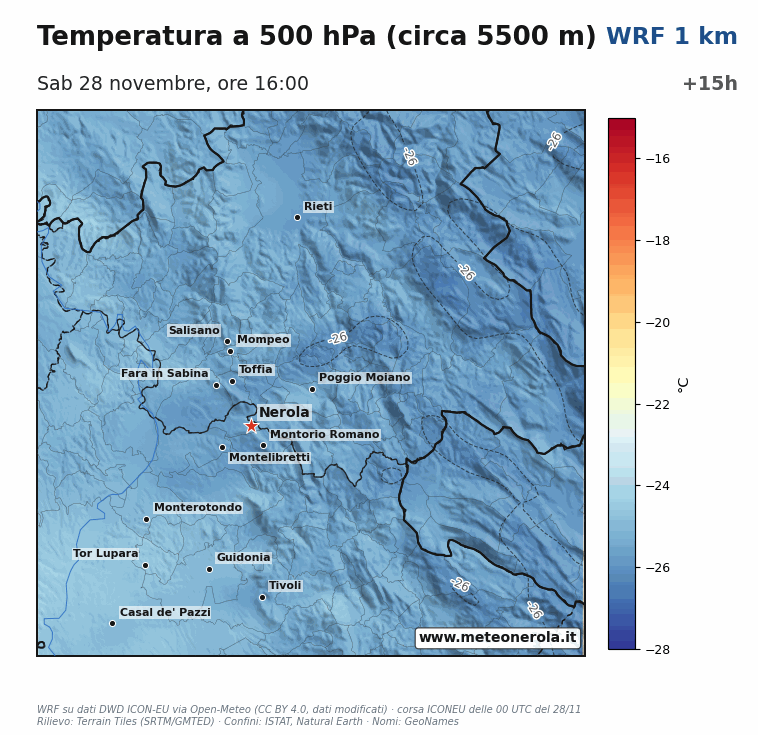 Temperatura a 500 hPa (circa 5500 m) WRF 1 km
Sab 28 novembre, ore 16:00 +15h
-26
-26
Rieti
-26
-26
Salisano
Mompeo
Toffia
Fara in Sabina
Poggio Moiano
Nerola
Montorio Romano
Montelibretti
Monterotondo
Tor Lupara
Guidonia
Tivoli
-26
-26
Casal de' Pazzi
www.meteonerola.it
−16
−18
−20
−22
−24
−26
−28
°C
WRF su dati DWD ICON-EU via Open-Meteo (CC BY 4.0, dati modificati) · corsa ICONEU delle 00 UTC del 28/11
Rilievo: Terrain Tiles (SRTM/GMTED) · Confini: ISTAT, Natural Earth · Nomi: GeoNames